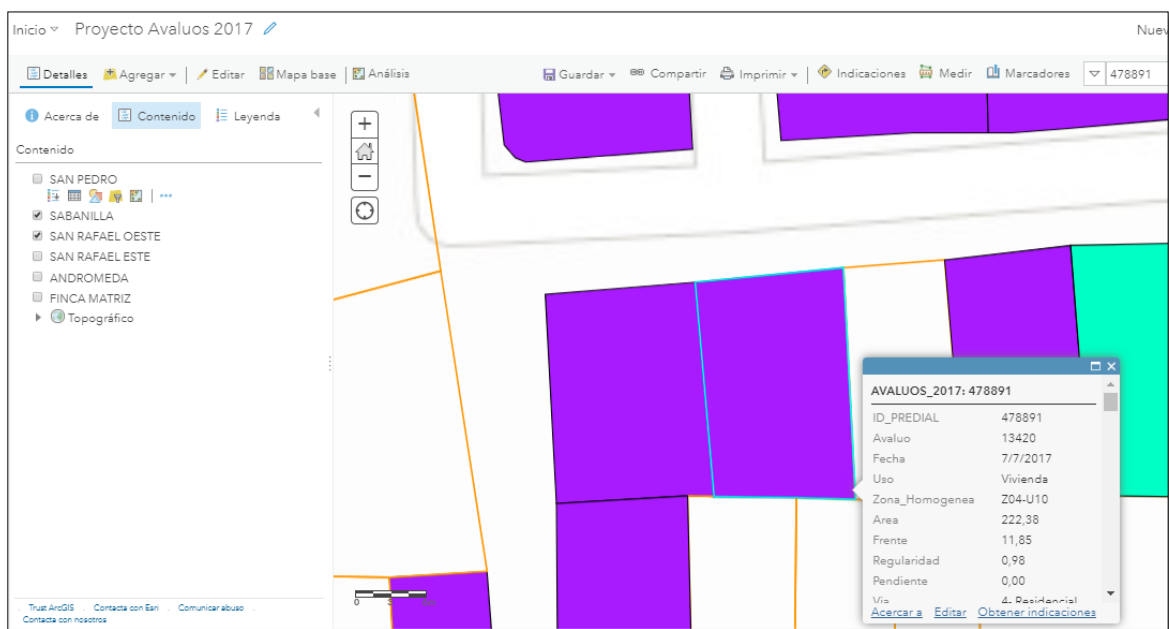 Inicio Proyecto Avaluos 2017
Detalles Agregar Editar Mapa base Análisis Guardar Compartir Imprimir Indicaciones Medir Marcadores 478891
Acerca de Contenido Leyenda
Contenido
SAN PEDRO
SABANILLA
SAN RAFAEL OESTE
SAN RAFAEL ESTE
ANDROMEDA
FINCA MATRIZ
Topográfico
Trust ArcGIS . Contacta con Esri . Comunicar abuso .
Contacta con nosotros
0
AVALUOS_2017: 478891
ID_PREDIAL 478891
Avaluo 13420
Fecha 7/7/2017
Uso Vivienda
Zona_Homogenea Z04-U10
Area 222,38
Frente 11,85
Regularidad 0,98
Pendiente 0,00
Via 4- Residencial
Acercar a Editar Obtener indicaciones